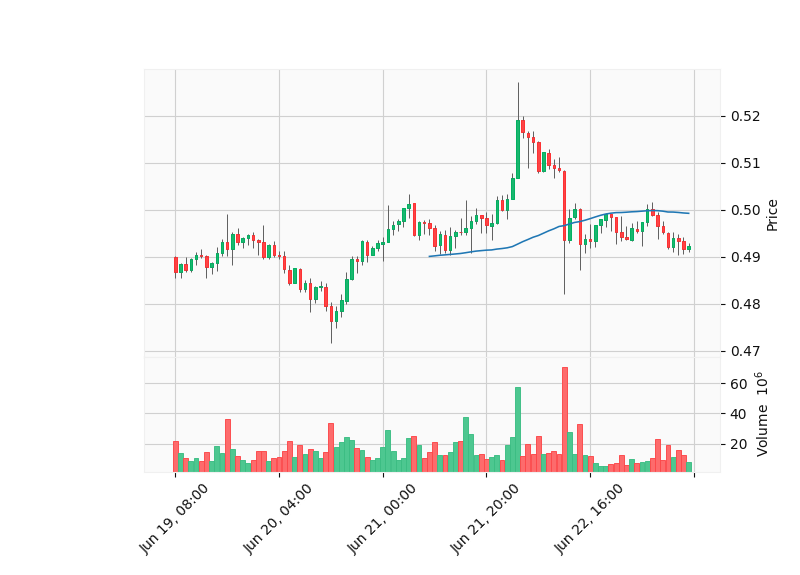 0.52
0.51
0.50
0.49
0.48
0.47
Price
60
40
20
Volume 10^6
Jun 19, 08:00
Jun 20, 04:00
Jun 21, 00:00
Jun 21, 20:00
Jun 22, 16:00